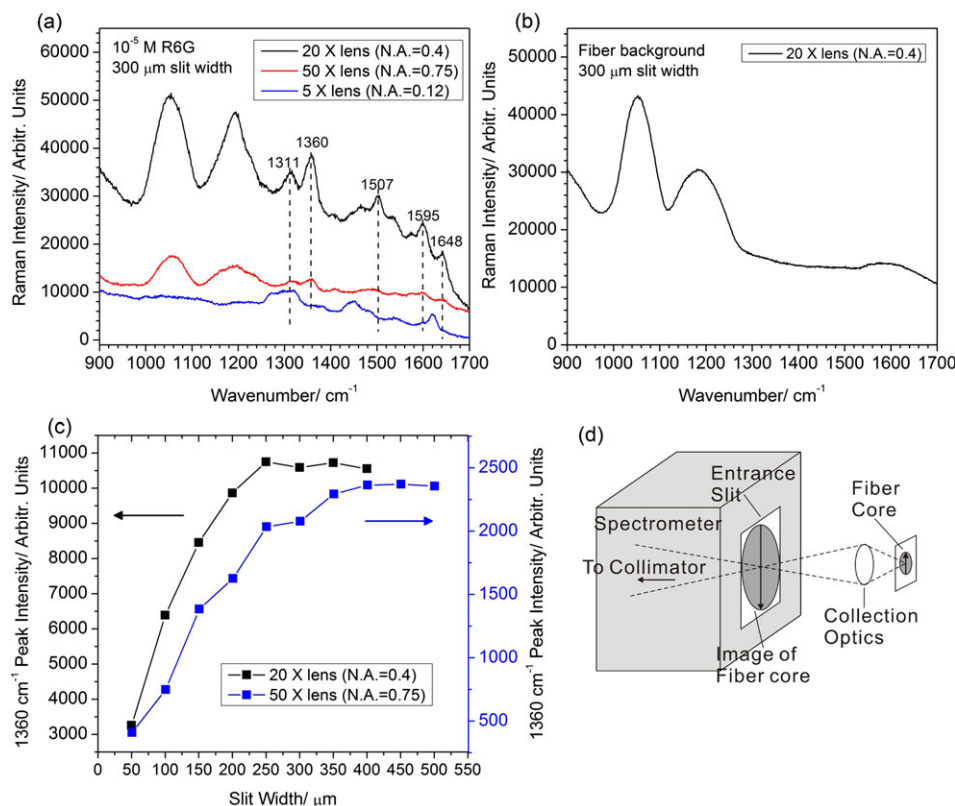 (a)
10⁻⁵ M R6G
300 μm slit width
20 X lens (N.A.=0.4)
50 X lens (N.A.=0.75)
5 X lens (N.A.=0.12)
1311
1360
1507
1595
1648
60000
50000
40000
30000
20000
10000
0
Raman Intensity/ Arbitr. Units
900 1000 1100 1200 1300 1400 1500 1600 1700
Wavenumber/ cm⁻¹
(b)
Fiber background
300 μm slit width
20 X lens (N.A.=0.4)
50000
40000
30000
20000
10000
0
Raman Intensity/ Arbitr. Units
900 1000 1100 1200 1300 1400 1500 1600 1700
Wavenumber/ cm⁻¹
(c)
11000
10000
9000
8000
7000
6000
5000
4000
3000
1360 cm⁻¹ Peak Intensity/ Arbitr. Units
2500
2000
1500
1000
500
1360 cm⁻¹ Peak Intensity/ Arbitr. Units
20 X lens (N.A.=0.4)
50 X lens (N.A.=0.75)
0 50 100 150 200 250 300 350 400 450 500 550
Slit Width/ μm
(d)
Entrance
Slit
Spectrometer
To Collimator
Fiber
Core
Collection
Optics
Image of
Fiber core